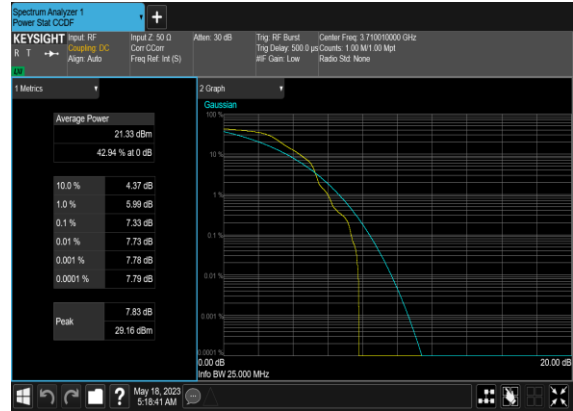 Spectrum Analyzer 1
Power Stat CCDF
KEYSIGHT
R T
LXI
Input: RF
Coupling: DC
Align: Auto
Input Z: 50 Ω
Corr CCorr
Freq Ref: Int (S)
Atten: 30 dB
Trig: RF Burst
Trig Delay: 500.0 µs
#IF Gain: Low
Center Freq: 3.710010000 GHz
Counts: 1.00 M/1.00 Mpt
Radio Std: None
1 Metrics
Average Power
21.33 dBm
42.94 % at 0 dB
10.0 % 4.37 dB
1.0 % 5.99 dB
0.1 % 7.33 dB
0.01 % 7.73 dB
0.001 % 7.78 dB
0.0001 % 7.79 dB
Peak 7.83 dB
29.16 dBm
2 Graph
Gaussian
100 %
10 %
1 %
0.1 %
0.01 %
0.001 %
0.0001 %
0.00 dB 20.00 dB
Info BW 25.000 MHz
?
May 18, 2023
5:18:41 AM